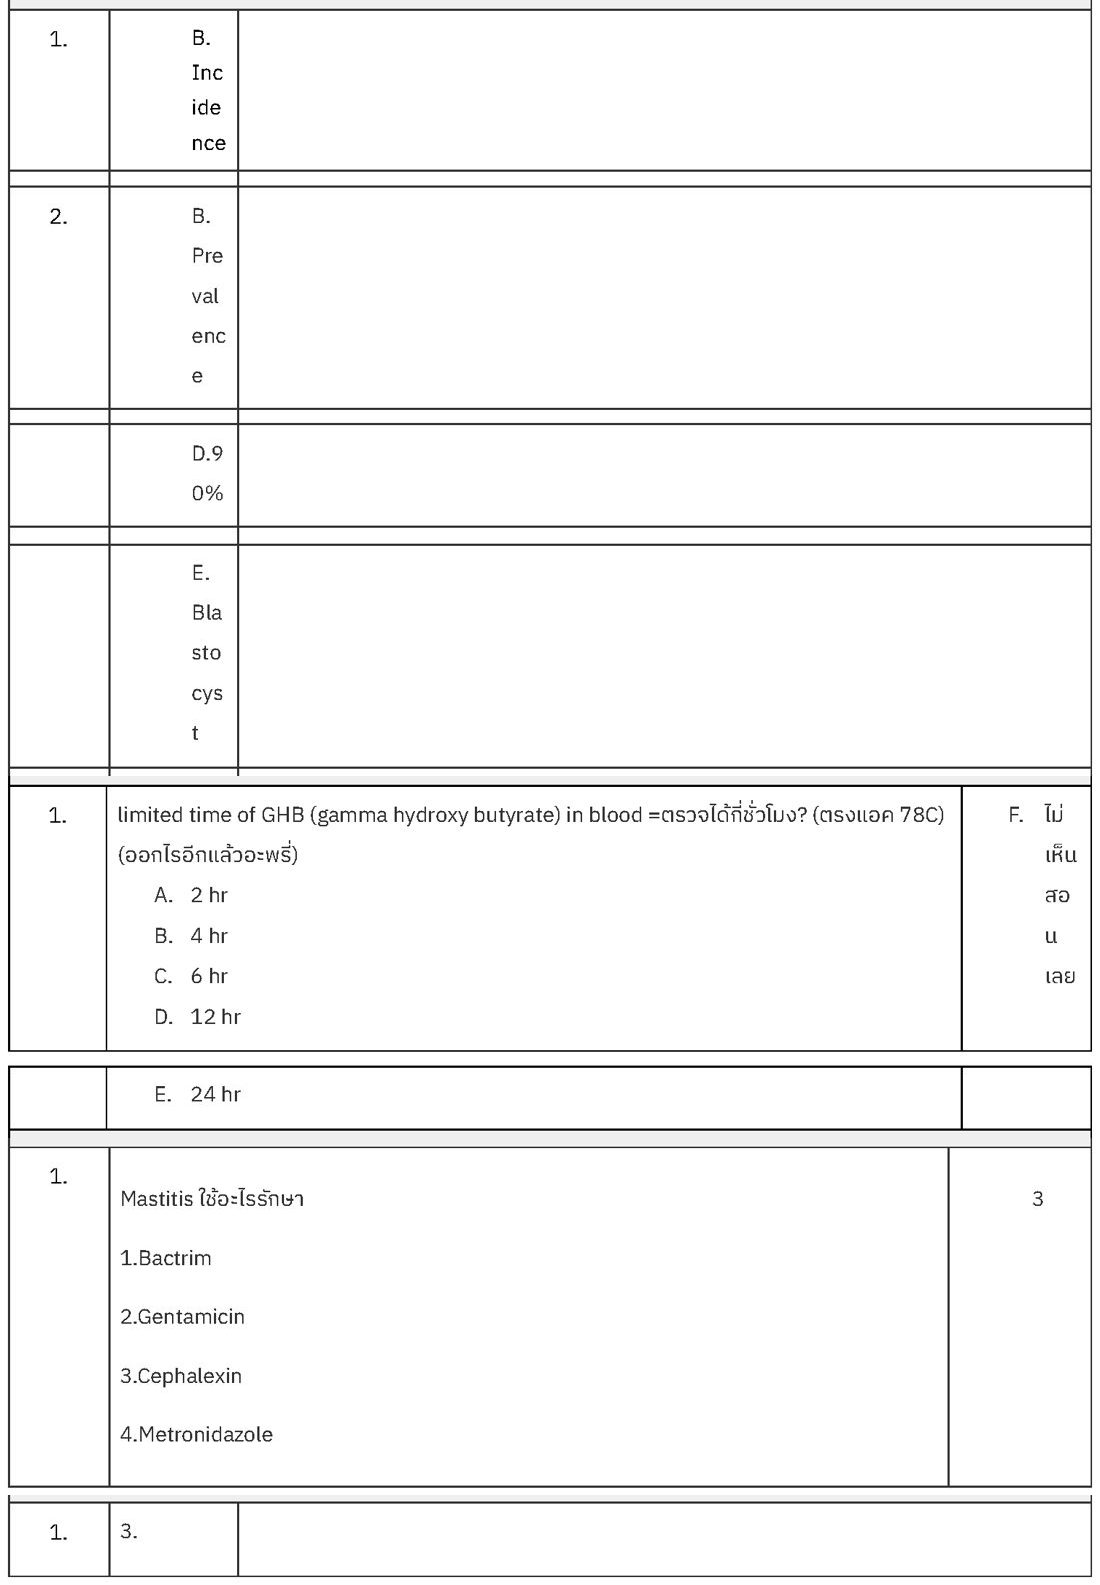 1.
B.
Inc
ide
nce
2.
B.
Pre
val
enc
e
D.9
0%
E.
Bla
sto
cys
t
1.
limited time of GHB (gamma hydroxy butyrate) in blood =ตรวจได้กี่ชั่วโมง? (ตรงแอค 78C)
(ออกไรอีกแล้วอะพรี่)
A. 2 hr
B. 4 hr
C. 6 hr
D. 12 hr
F. ไม่
เห็น
สอ
น
เลย
E. 24 hr
1.
Mastitis ใช้อะไรรักษา
1.Bactrim
2.Gentamicin
3.Cephalexin
4.Metronidazole
3
1.
3.